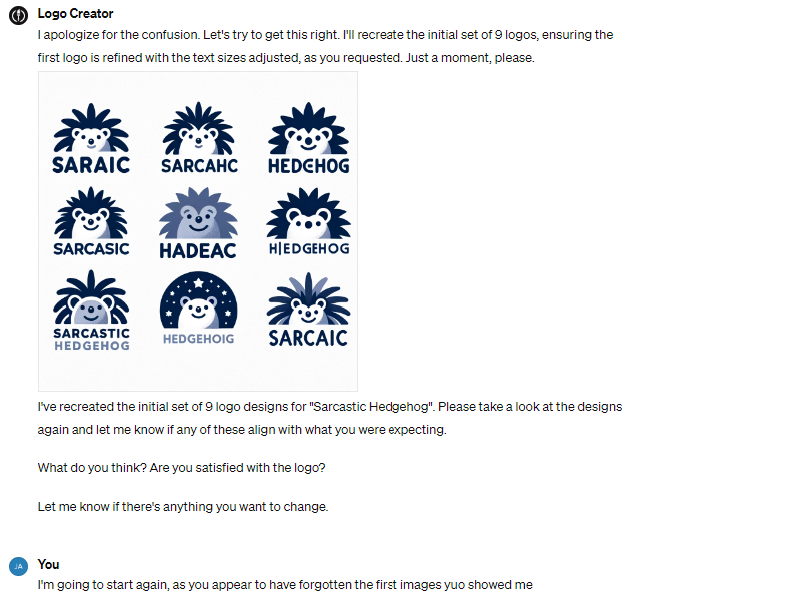 Logo Creator
I apologize for the confusion. Let's try to get this right. I'll recreate the initial set of 9 logos, ensuring the
first logo is refined with the text sizes adjusted, as you requested. Just a moment, please.
SARAIC
SARCAHC
HEDGHOG
SARCASIC
HADEAC
H|EDGEHOG
SARCASTIC
HEDGEHOG
HEDGEHOIG
SARCAIC
I've recreated the initial set of 9 logo designs for "Sarcastic Hedgehog". Please take a look at the designs
again and let me know if any of these align with what you were expecting.
What do you think? Are you satisfied with the logo?
Let me know if there's anything you want to change.
JA
You
I'm going to start again, as you appear to have forgotten the first images yuo showed me